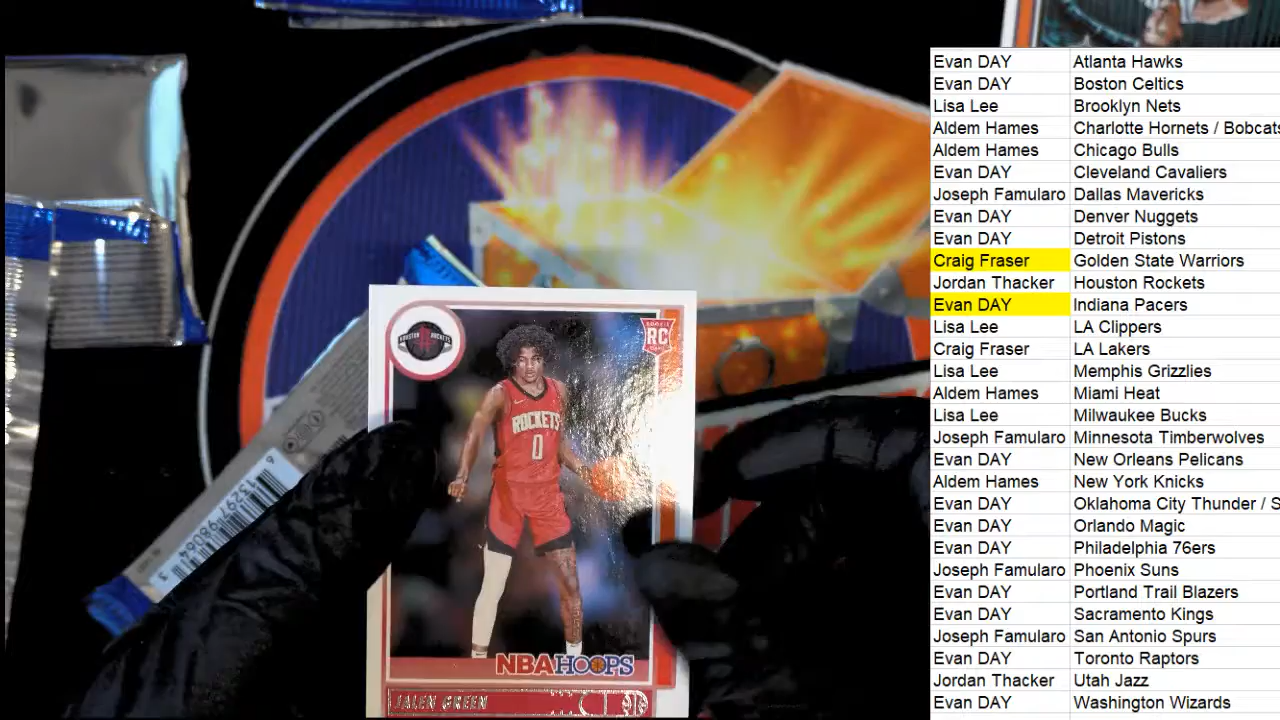 Evan DAY Atlanta Hawks
Evan DAY Boston Celtics
Lisa Lee Brooklyn Nets
Aldem Hames Charlotte Hornets / Bobcats
Aldem Hames Chicago Bulls
Evan DAY Cleveland Cavaliers
Joseph Famularo Dallas Mavericks
Evan DAY Denver Nuggets
Evan DAY Detroit Pistons
Craig Fraser Golden State Warriors
Jordan Thacker Houston Rockets
Evan DAY Indiana Pacers
Lisa Lee LA Clippers
Craig Fraser LA Lakers
Lisa Lee Memphis Grizzlies
Aldem Hames Miami Heat
Lisa Lee Milwaukee Bucks
Joseph Famularo Minnesota Timberwolves
Evan DAY New Orleans Pelicans
Aldem Hames New York Knicks
Evan DAY Oklahoma City Thunder / S
Evan DAY Orlando Magic
Evan DAY Philadelphia 76ers
Joseph Famularo Phoenix Suns
Evan DAY Portland Trail Blazers
Evan DAY Sacramento Kings
Joseph Famularo San Antonio Spurs
Evan DAY Toronto Raptors
Jordan Thacker Utah Jazz
Evan DAY Washington Wizards
HOUSTON ROCKETS
RC
ROCKETS
0
NBA HOOPS
JALEN GREEN